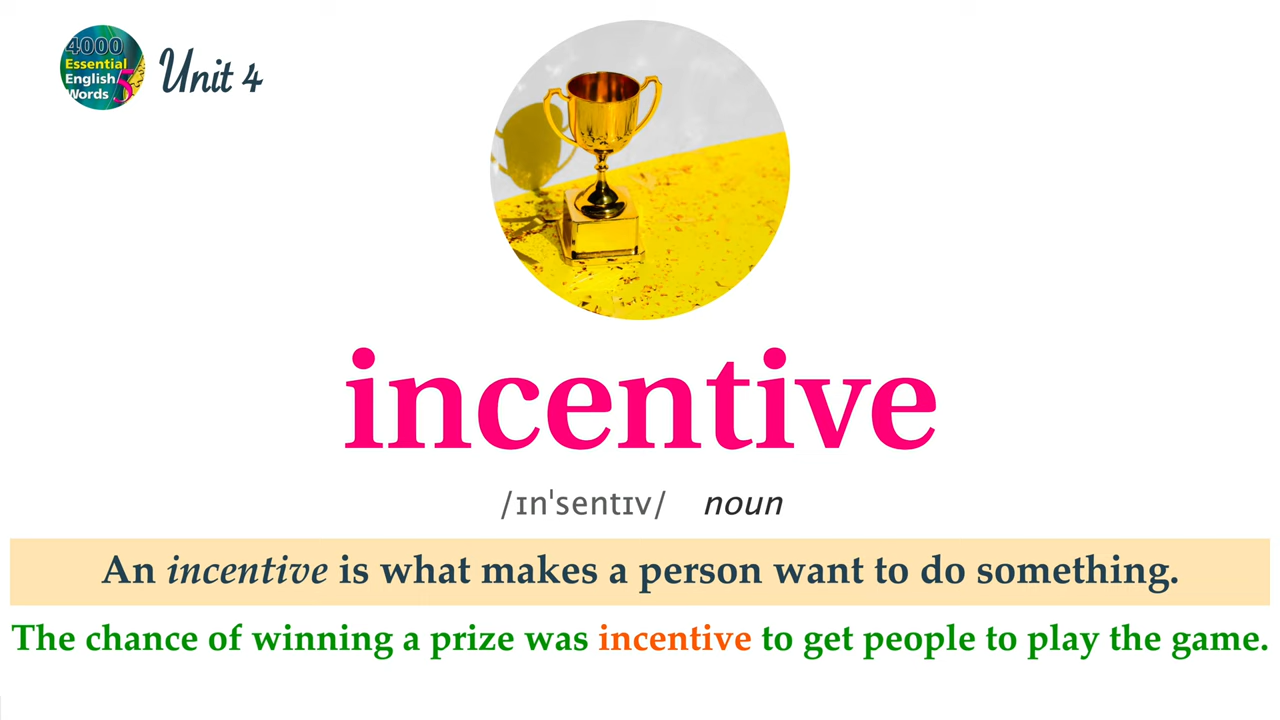 4000
Essential
English
Words 5
Unit 4
incentive
/ɪnˈsentɪv/ noun
An incentive is what makes a person want to do something.
The chance of winning a prize was incentive to get people to play the game.